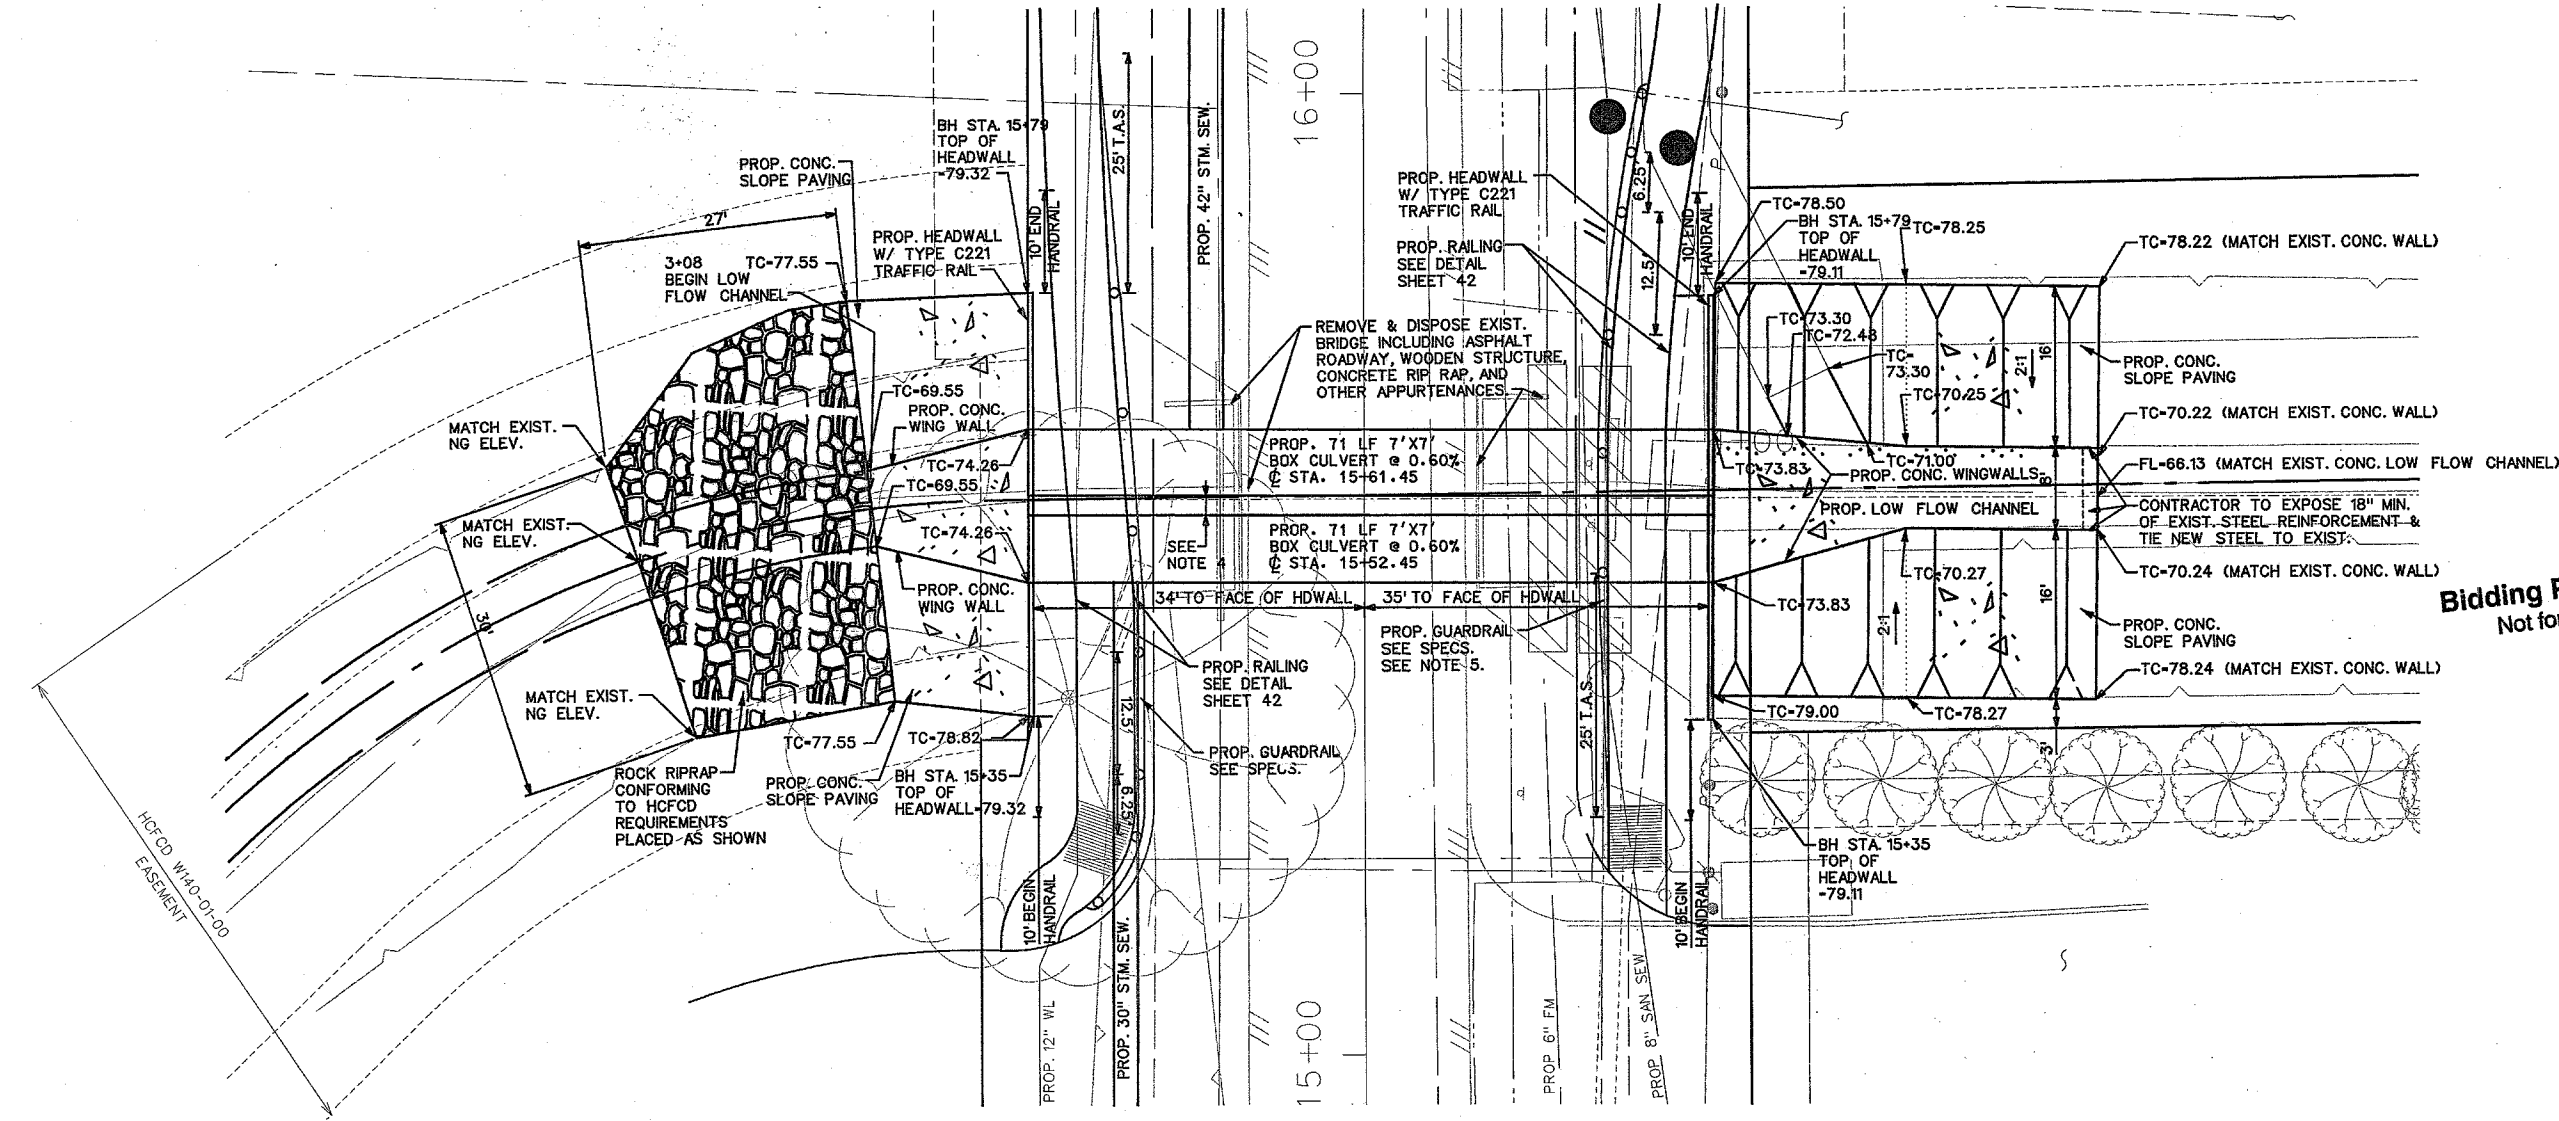 16+00
BH STA. 15+79
TOP OF
HEADWALL
=79.32
25' T.A.S.
PROP. 42" STM. SEW.
PROP. CONC.
SLOPE PAVING
27'
10' END
HANDRAIL
PROP. HEADWALL
W/ TYPE C221
TRAFFIC RAIL
3+08
BEGIN LOW
FLOW CHANNEL
TC=77.55
PROP. HEADWALL
W/ TYPE C221
TRAFFIC RAIL
PROP. RAILING
SEE DETAIL
SHEET 42
6.25'
12.5'
10' END
HANDRAIL
TC=78.50
BH STA. 15+79
TOP OF
HEADWALL
=79.11
TC=78.25
TC=78.22 (MATCH EXIST. CONC. WALL)
REMOVE & DISPOSE EXIST.
BRIDGE INCLUDING ASPHALT
ROADWAY, WOODEN STRUCTURE,
CONCRETE RIP RAP, AND
OTHER APPURTENANCES
TC=73.30
TC=72.48
TC=
73.30
2:1
16'
PROP. CONC.
SLOPE PAVING
TC=70.25
TC=70.22 (MATCH EXIST. CONC. WALL)
TC=69.55
PROP. CONC.
WING WALL
MATCH EXIST.
NG ELEV.
TC=74.26
TC=69.55
PROP. 71 LF 7'X7'
BOX CULVERT @ 0.60%
℄ STA. 15+61.45
TC=73.83
TC=71.00
PROP. CONC. WINGWALLS
8'
FL=66.13 (MATCH EXIST. CONC. LOW FLOW CHANNEL)
PROP. LOW FLOW CHANNEL
CONTRACTOR TO EXPOSE 18" MIN.
OF EXIST. STEEL REINFORCEMENT &
TIE NEW STEEL TO EXIST.
MATCH EXIST.
NG ELEV.
TC=74.26
SEE
NOTE 4
PROP. 71 LF 7'X7'
BOX CULVERT @ 0.60%
℄ STA. 15+52.45
TC=70.27
TC=70.24 (MATCH EXIST. CONC. WALL)
PROP. CONC.
WING WALL
34' TO FACE OF HDWALL
35' TO FACE OF HDWALL
TC=73.83
2:1
16'
PROP. CONC.
SLOPE PAVING
Bidding
Not for
30'
PROP. GUARDRAIL
SEE SPECS.
SEE NOTE 5.
PROP. RAILING
SEE DETAIL
SHEET 42
TC=78.24 (MATCH EXIST. CONC. WALL)
MATCH EXIST.
NG ELEV.
12.5'
25' T.A.S.
TC=79.00
TC=78.27
3'
TC=77.55
TC=78.82
PROP. GUARDRAIL
SEE SPECS.
6.25'
ROCK RIPRAP
CONFORMING
TO HCFCD
REQUIREMENTS
PLACED AS SHOWN
PROP. CONC.
SLOPE PAVING
BH STA. 15+35
TOP OF
HEADWALL=79.32
BH STA. 15+35
TOP OF
HEADWALL
=79.11
HCFCD W140-01-00
EASEMENT
10' BEGIN
HANDRAIL
10' BEGIN
HANDRAIL
PROP. 12" WL
PROP. 30" STM. SEW.
15+00
PROP 6" FM
PROP 8" SAN SEW